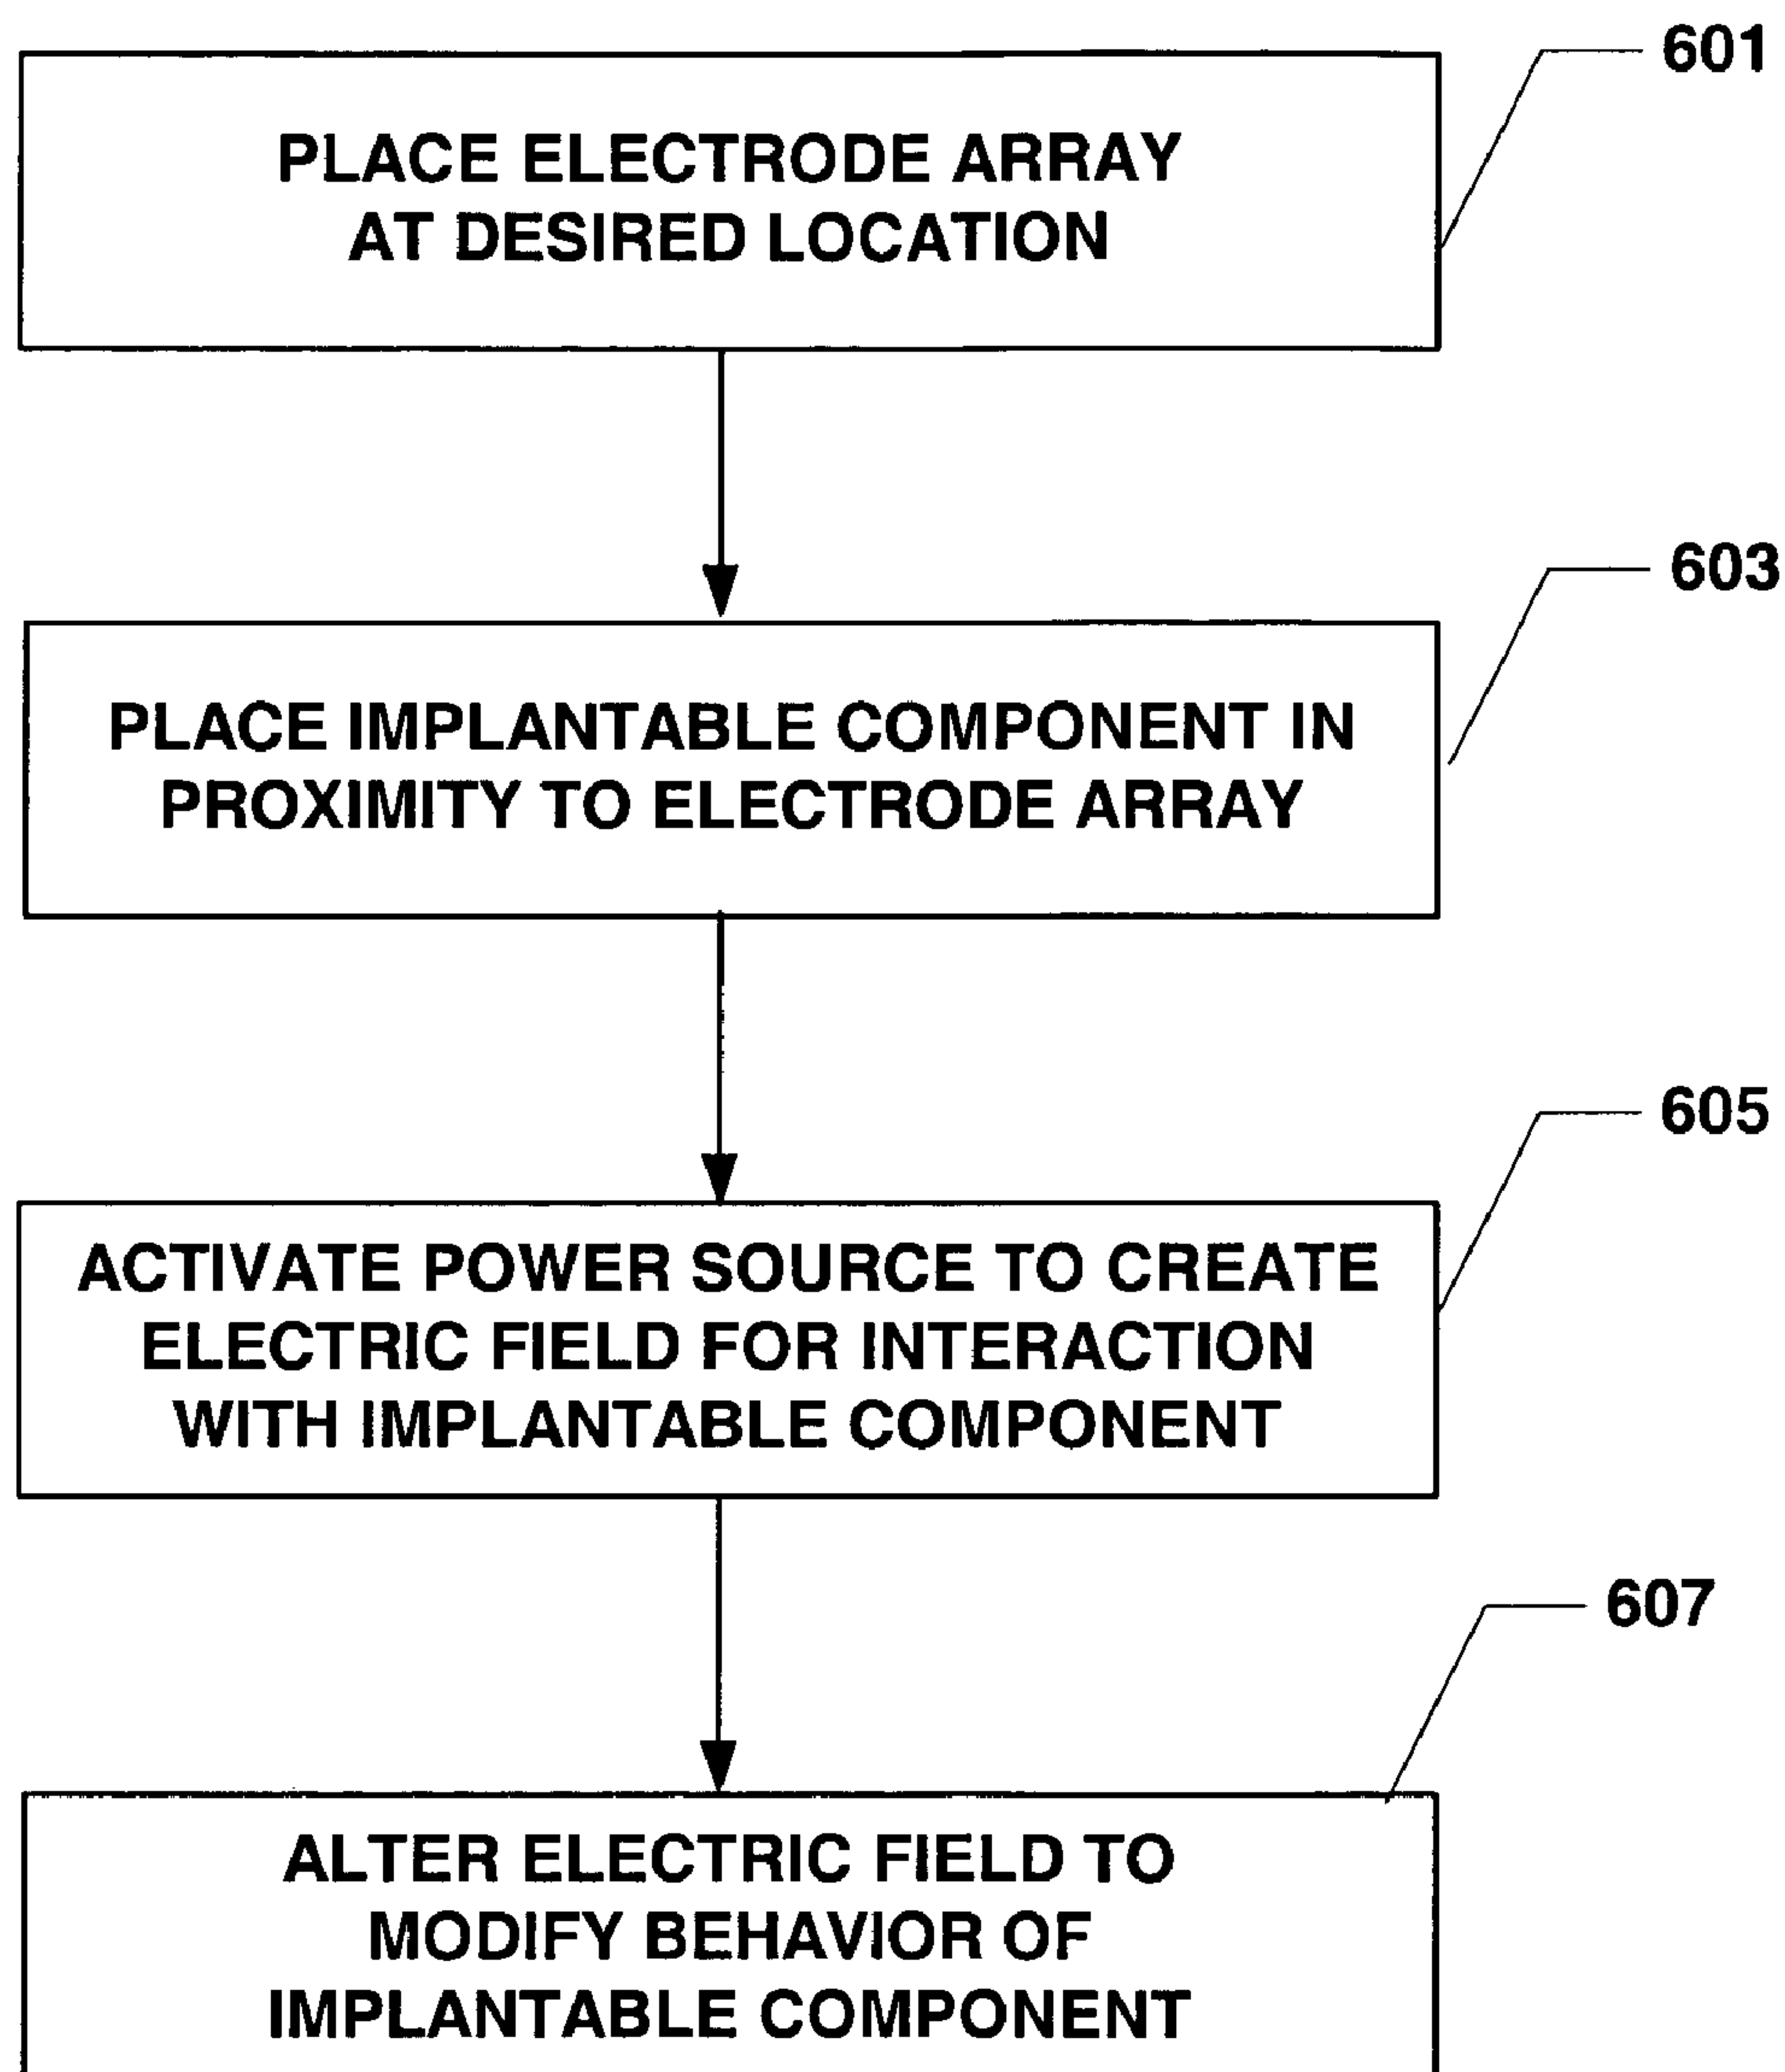 601
PLACE ELECTRODE ARRAY
AT DESIRED LOCATION
603
PLACE IMPLANTABLE COMPONENT IN
PROXIMITY TO ELECTRODE ARRAY
605
ACTIVATE POWER SOURCE TO CREATE
ELECTRIC FIELD FOR INTERACTION
WITH IMPLANTABLE COMPONENT
607
ALTER ELECTRIC FIELD TO
MODIFY BEHAVIOR OF
IMPLANTABLE COMPONENT